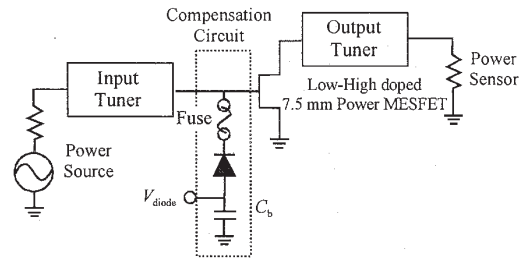 Compensation
Circuit
Output
Tuner
Power
Sensor
Input
Tuner
Low-High doped
7.5 mm Power MESFET
Fuse
Power
Source
V_diode
C_b